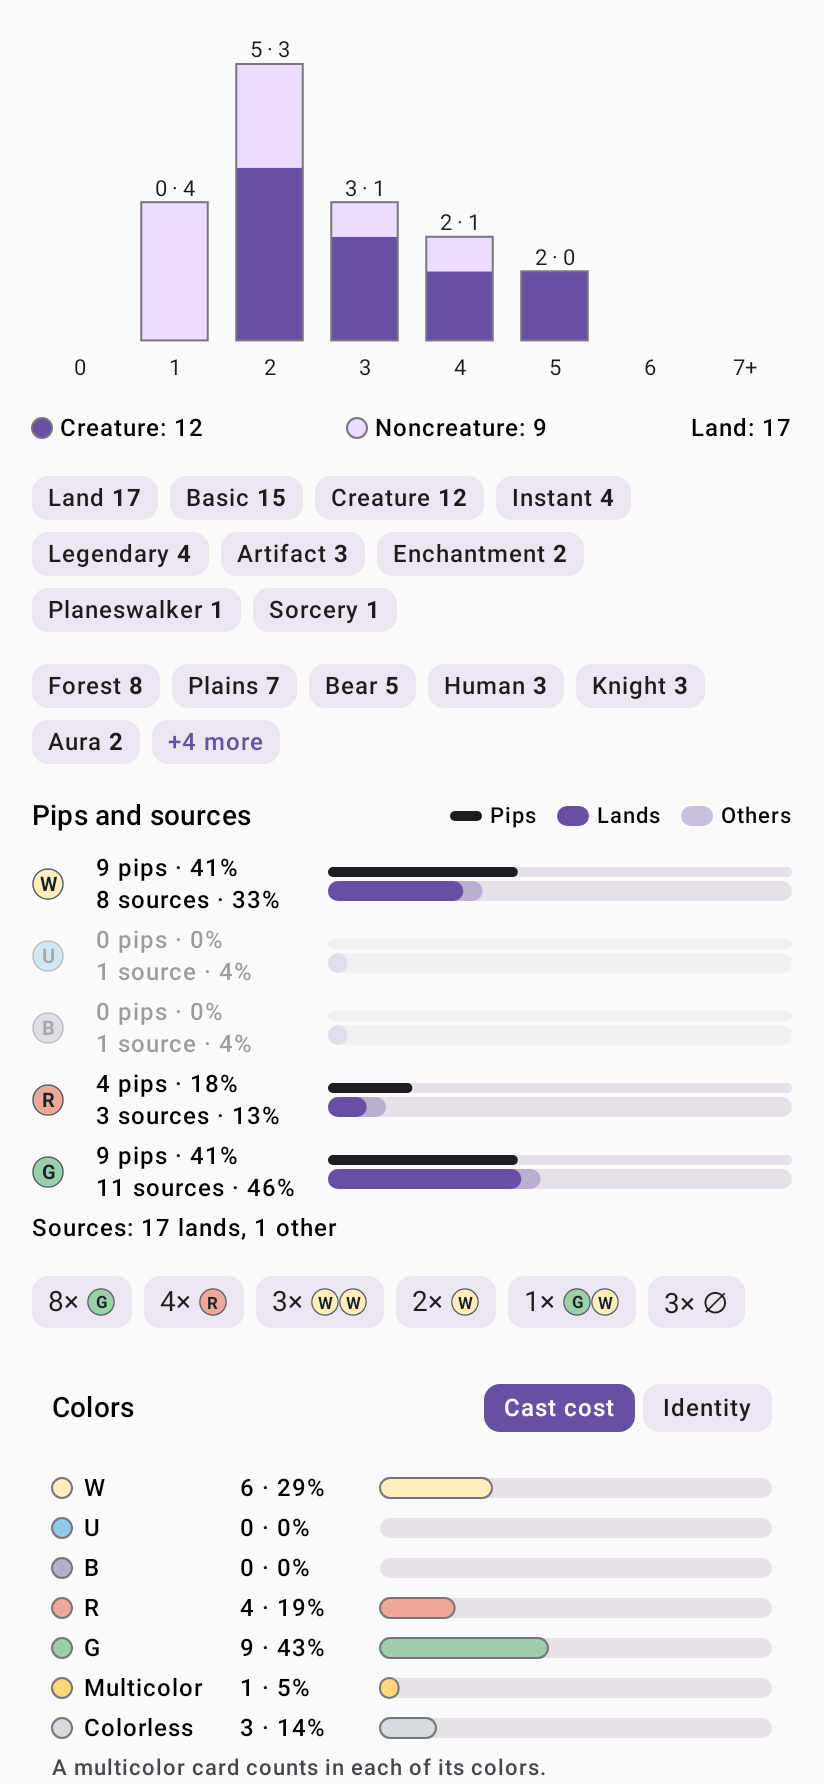 5 · 3
0 · 4
3 · 1
2 · 1
2 · 0
0 1 2 3 4 5 6 7+
Creature: 12 Noncreature: 9 Land: 17
Land 17 Basic 15 Creature 12 Instant 4
Legendary 4 Artifact 3 Enchantment 2
Planeswalker 1 Sorcery 1
Forest 8 Plains 7 Bear 5 Human 3 Knight 3
Aura 2 +4 more
Pips and sources Pips Lands Others
W 9 pips · 41%
8 sources · 33%
U 0 pips · 0%
1 source · 4%
B 0 pips · 0%
1 source · 4%
R 4 pips · 18%
3 sources · 13%
G 9 pips · 41%
11 sources · 46%
Sources: 17 lands, 1 other
8× G 4× R 3× W W 2× W 1× G W 3× ∅
Colors Cast cost Identity
W 6 · 29%
U 0 · 0%
B 0 · 0%
R 4 · 19%
G 9 · 43%
Multicolor 1 · 5%
Colorless 3 · 14%
A multicolor card counts in each of its colors.